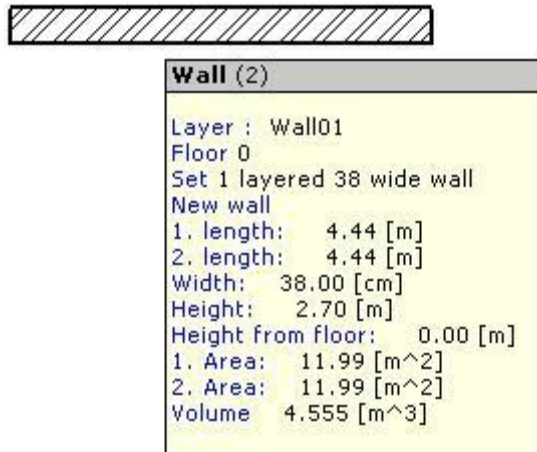 Wall (2)
Layer : Wall01
Floor 0
Set 1 layered 38 wide wall
New wall
1. length: 4.44 [m]
2. length: 4.44 [m]
Width: 38.00 [cm]
Height: 2.70 [m]
Height from floor: 0.00 [m]
1. Area: 11.99 [m^2]
2. Area: 11.99 [m^2]
Volume 4.555 [m^3]